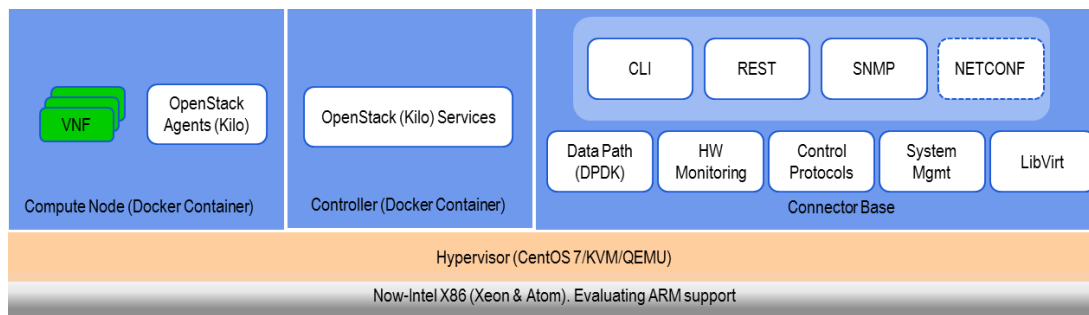 CLI
REST
SNMP
NETCONF
VNF
OpenStack
Agents (Kilo)
OpenStack (Kilo) Services
Data Path
(DPDK)
HW
Monitoring
Control
Protocols
System
Mgmt
LibVirt
Compute Node (Docker Container)
Controller (Docker Container)
Connector Base
Hypervisor (CentOS 7/KVM/QEMU)
Now-Intel X86 (Xeon & Atom). Evaluating ARM support